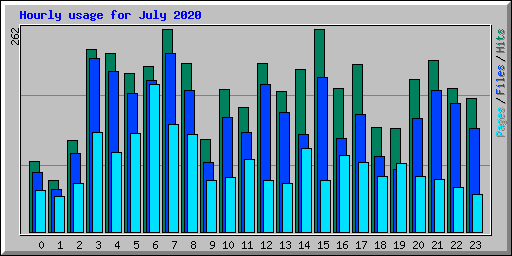 Hourly usage for July 2020
262
Pages/Files/Hits
0 1 2 3 4 5 6 7 8 9 10 11 12 13 14 15 16 17 18 19 20 21 22 23